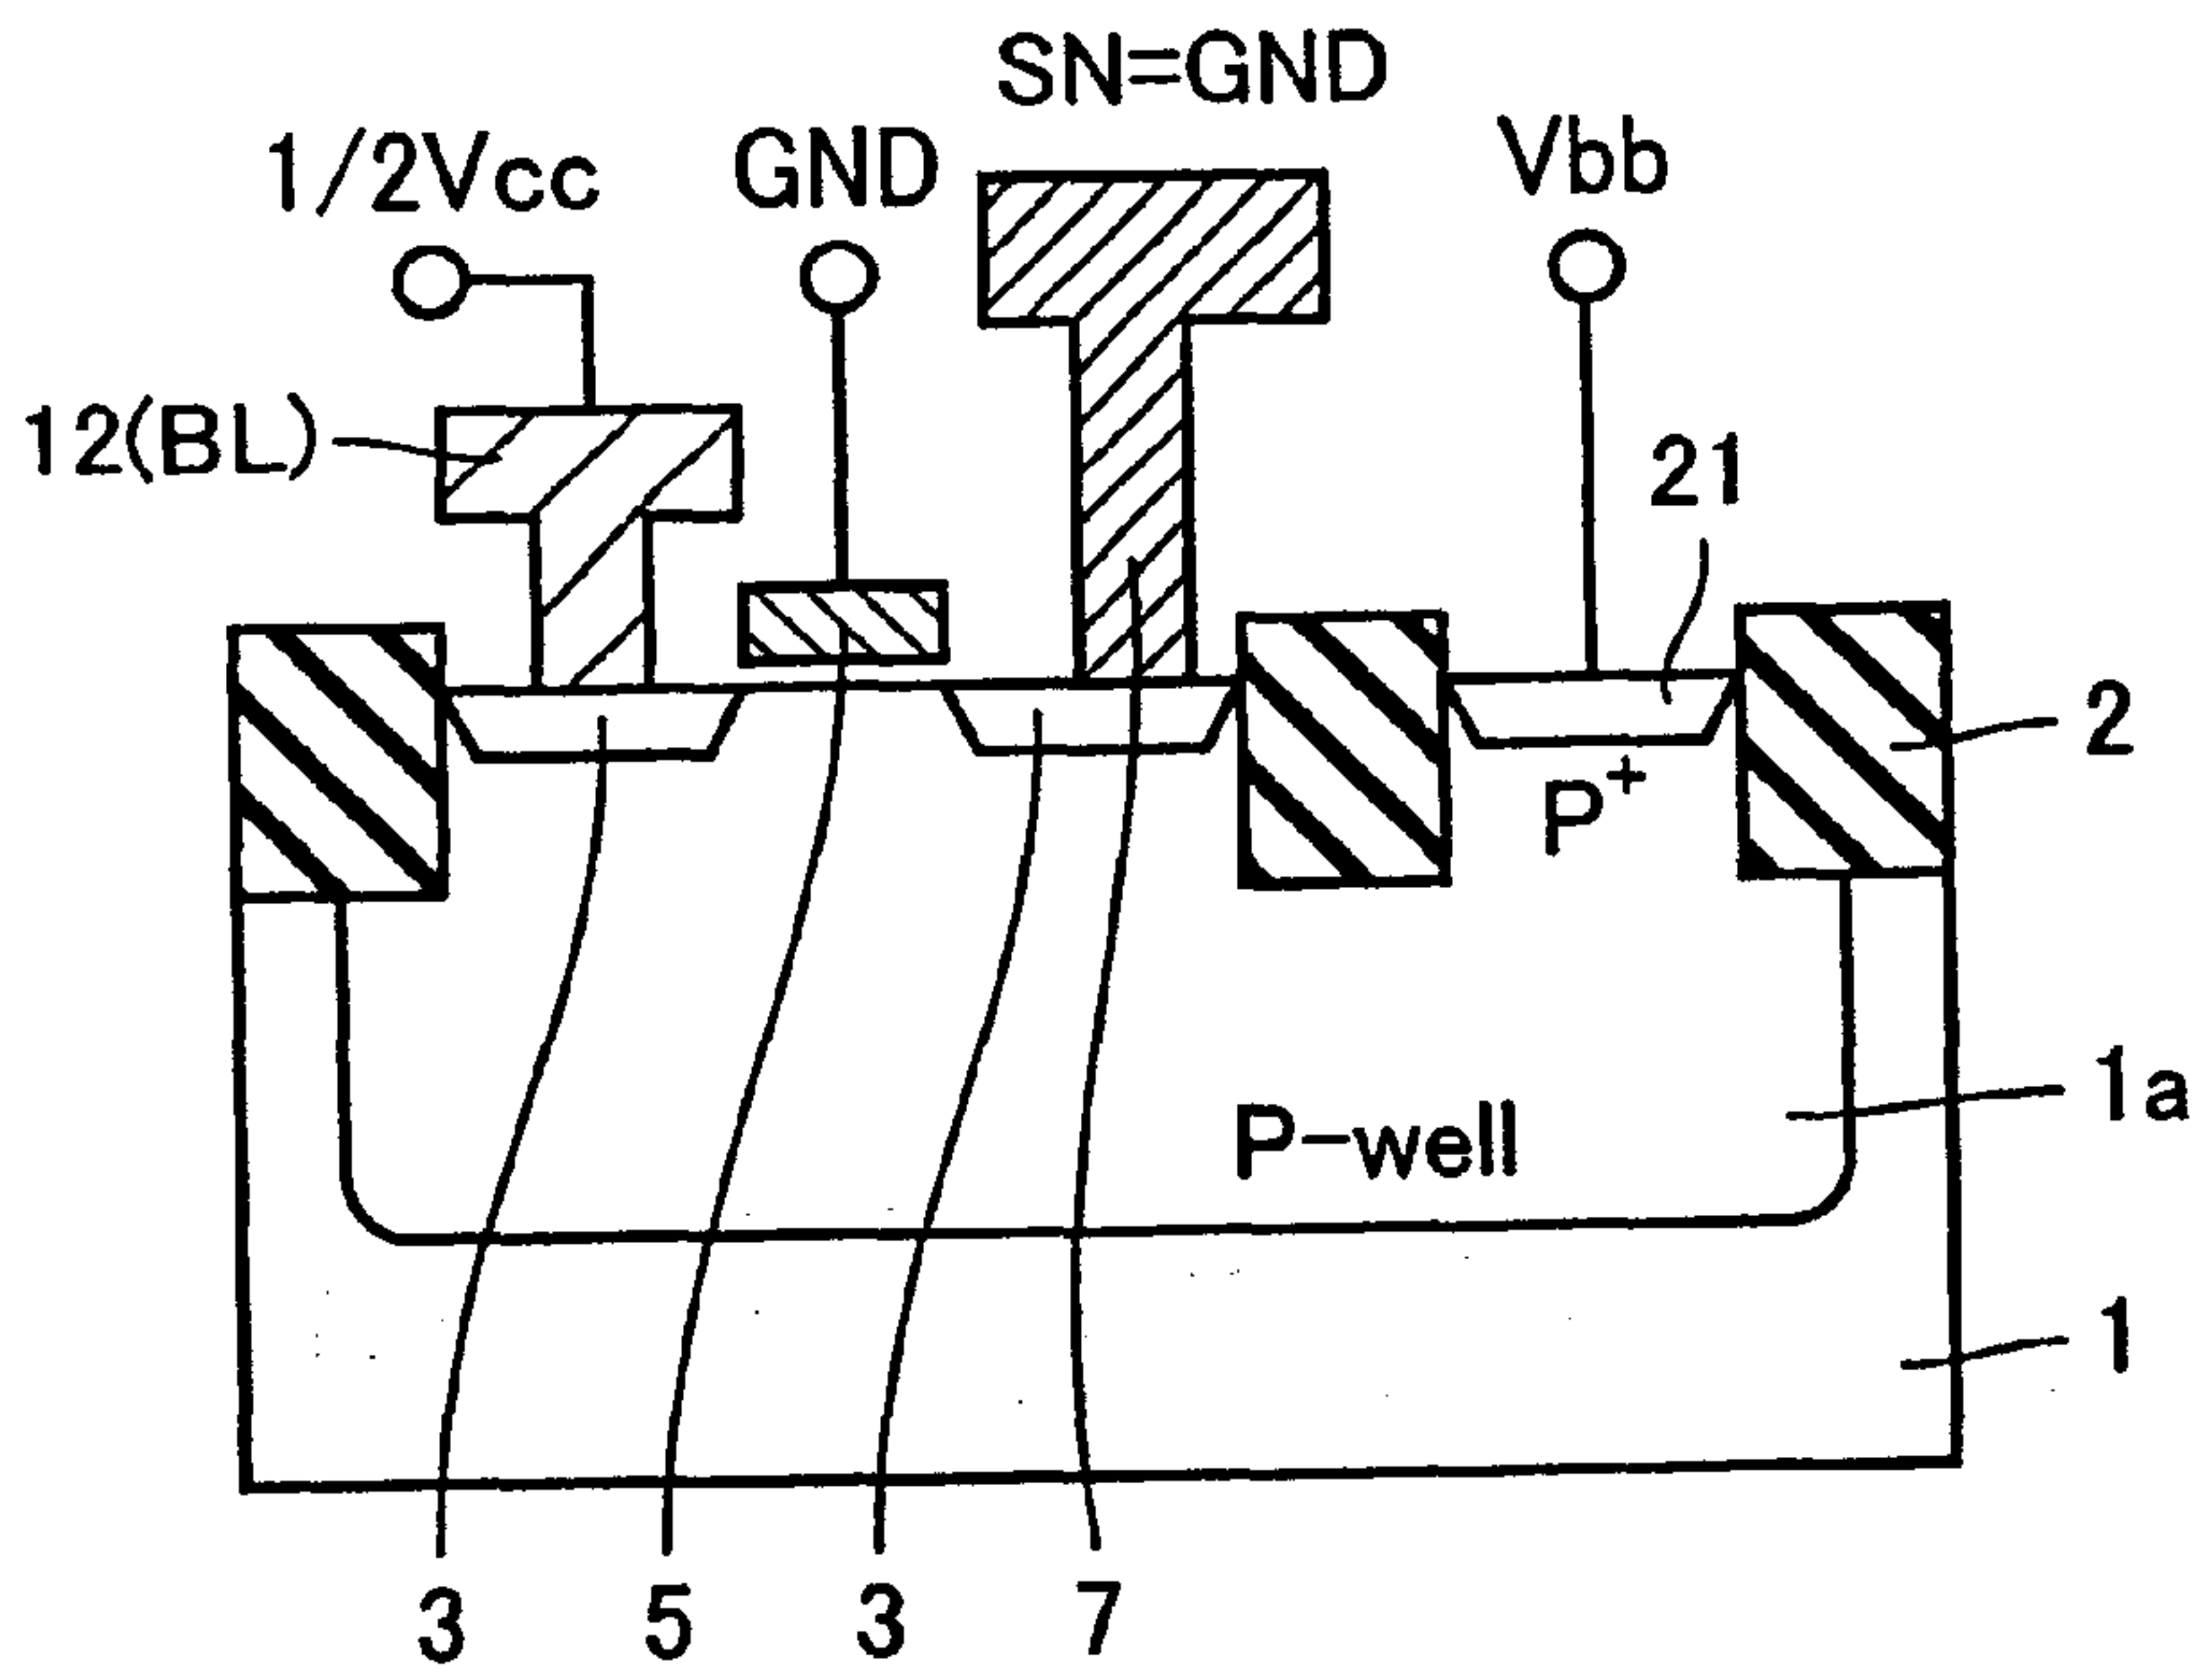 SN=GND
1/2Vcc
GND
Vbb
12(BL)
21
2
P+
1a
P-well
1
3
5
3
7